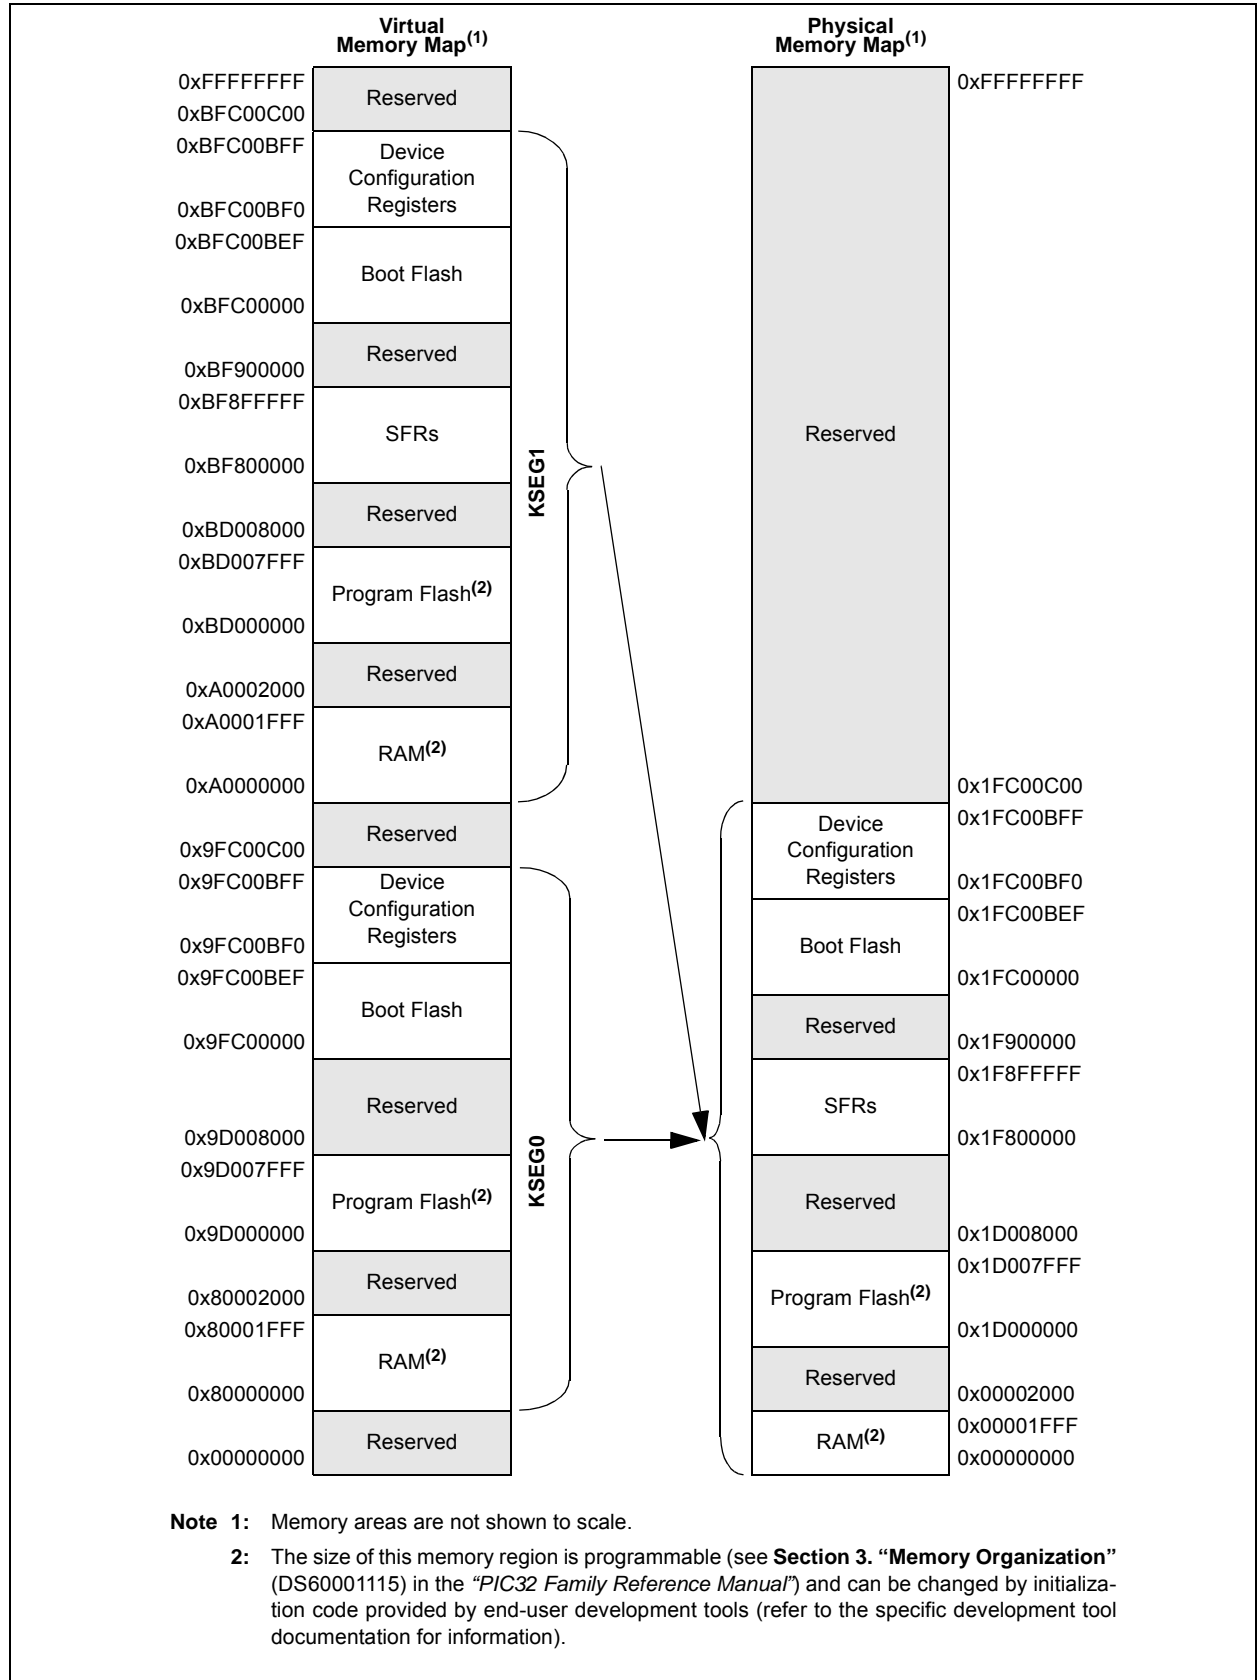 Virtual
Memory Map(1)
Physical
Memory Map(1)
0xFFFFFFFF
Reserved
0xBFC00C00
0xBFC00BFF
Device
Configuration
Registers
0xBFC00BF0
0xBFC00BEF
Boot Flash
0xBFC00000
Reserved
0xBF900000
0xBF8FFFFF
SFRs
0xBF800000
Reserved
0xBD008000
0xBD007FFF
Program Flash(2)
0xBD000000
Reserved
0xA0002000
0xA0001FFF
RAM(2)
0xA0000000
KSEG1
Reserved
0x9FC00C00
0x9FC00BFF
Device
Configuration
Registers
0x9FC00BF0
0x9FC00BEF
Boot Flash
0x9FC00000
Reserved
0x9D008000
0x9D007FFF
Program Flash(2)
0x9D000000
Reserved
0x80002000
0x80001FFF
RAM(2)
0x80000000
KSEG0
Reserved
0x00000000
0xFFFFFFFF
Reserved
0x1FC00C00
0x1FC00BFF
Device
Configuration
Registers
0x1FC00BF0
0x1FC00BEF
Boot Flash
0x1FC00000
Reserved
0x1F900000
0x1F8FFFFF
SFRs
0x1F800000
Reserved
0x1D008000
0x1D007FFF
Program Flash(2)
0x1D000000
Reserved
0x00002000
0x00001FFF
RAM(2)
0x00000000
Note 1: Memory areas are not shown to scale.
2: The size of this memory region is programmable (see Section 3. “Memory Organization”
(DS60001115) in the “PIC32 Family Reference Manual”) and can be changed by initializa-
tion code provided by end-user development tools (refer to the specific development tool
documentation for information).